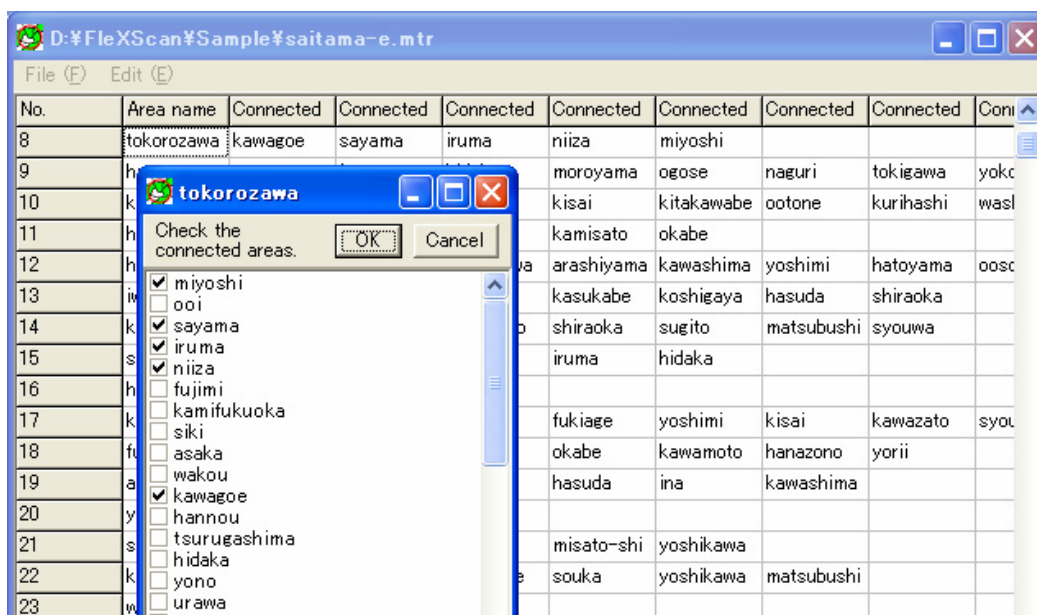 D:¥FleXScan¥Sample¥saitama-e.mtr
File (F) Edit (E)
No. Area name Connected Connected Connected Connected Connected Connected Connected
8 tokorozawa kawagoe sayama iruma niiza miyoshi
9 moroyama ogose naguri tokigawa
10 kisai kitakawabe ootone kurihashi
11 kamisato okabe
12 arashiyama kawashima yoshimi hatoyama
13 kasukabe koshigaya hasuda shiraoka
14 shiraoka sugito matsubushi syouwa
15 iruma hidaka
16
17 fukiage yoshimi kisai kawazato
18 okabe kawamoto hanazono yorii
19 hasuda ina kawashima
20
21 misato-shi yoshikawa
22 souka yoshikawa matsubushi
23
tokorozawa
Check the
connected areas.
OK Cancel
miyoshi
ooi
sayama
iruma
niiza
fujimi
kamifukuoka
siki
asaka
wakou
kawagoe
hannou
tsurugashima
hidaka
yono
urawa